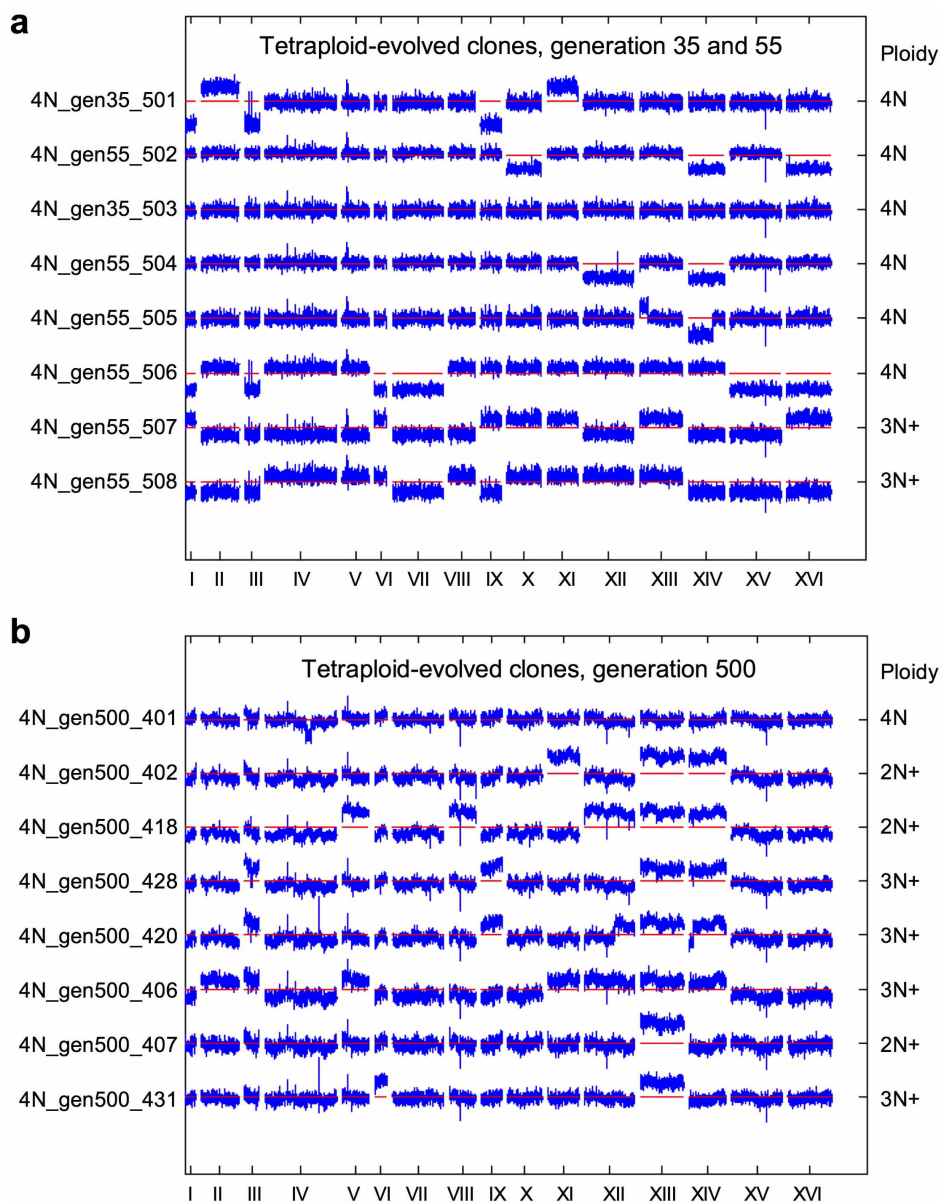 a
Tetraploid-evolved clones, generation 35 and 55
Ploidy
4N_gen35_501 4N
4N_gen55_502 4N
4N_gen35_503 4N
4N_gen55_504 4N
4N_gen55_505 4N
4N_gen55_506 4N
4N_gen55_507 3N+
4N_gen55_508 3N+
I II III IV V VI VII VIII IX X XI XII XIII XIV XV XVI
b
Tetraploid-evolved clones, generation 500
Ploidy
4N_gen500_401 4N
4N_gen500_402 2N+
4N_gen500_418 2N+
4N_gen500_428 3N+
4N_gen500_420 3N+
4N_gen500_406 3N+
4N_gen500_407 2N+
4N_gen500_431 3N+
I II III IV V VI VII VIII IX X XI XII XIII XIV XV XVI